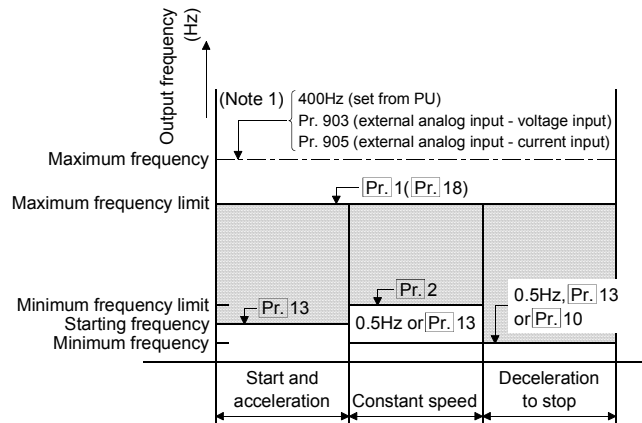 Output frequency
(Hz)
(Note 1)
400Hz (set from PU)
Pr. 903 (external analog input - voltage input)
Pr. 905 (external analog input - current input)
Maximum frequency
Maximum frequency limit
Pr. 1( Pr. 18)
Minimum frequency limit
Pr. 2
Starting frequency
Pr. 13
0.5Hz or Pr. 13
0.5Hz, Pr. 13
or Pr. 10
Minimum frequency
Start and
acceleration
Constant speed
Deceleration
to stop